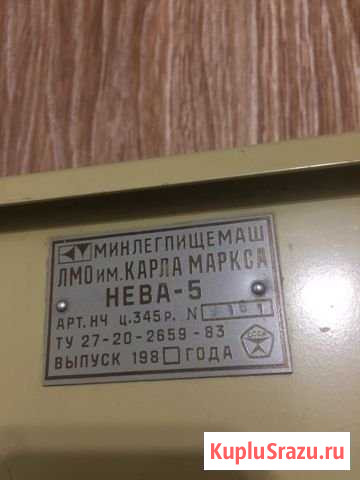 МИНЛЕГПИЩЕМАШ
ЛМО им. КАРЛА МАРКСА
НЕВА-5
АРТ. НЧ Ц. 345 р. N
ТУ 27-20-2659-83
ВЫПУСК 198 ГОДА
KupluSrazu.ru